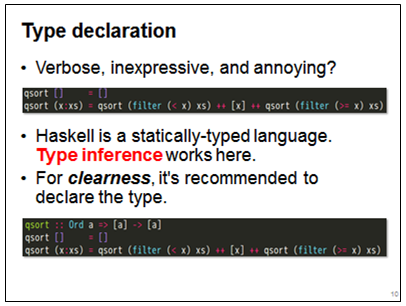 Type declaration
• Verbose, inexpressive, and annoying?
qsort []     = []
qsort (x:xs) = qsort (filter (< x) xs) ++ [x] ++ qsort (filter (>= x) xs)
• Haskell is a statically-typed language.
Type inference works here.
• For clearness, it's recommended to
declare the type.
qsort :: Ord a => [a] -> [a]
qsort []     = []
qsort (x:xs) = qsort (filter (< x) xs) ++ [x] ++ qsort (filter (>= x) xs)
10